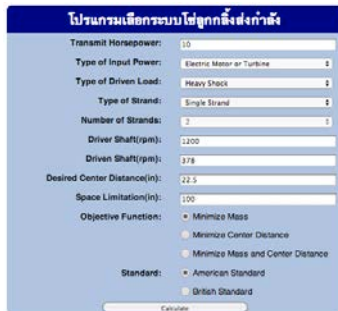 โปรแกรมเลือกระบบโซ่ลูกกลิ้งส่งกำลัง
Transmit Horsepower: 10
Type of Input Power: Electric Motor or Turbine
Type of Driven Load: Heavy Shock
Type of Strand: Single Strand
Number of Strands: 2
Driver Shaft(rpm): 1200
Driven Shaft(rpm): 378
Desired Center Distance(in): 22.5
Space Limitation(in): 100
Objective Function: Minimize Mass
Minimize Center Distance
Minimize Mass and Center Distance
Standard: American Standard
British Standard
Calculate